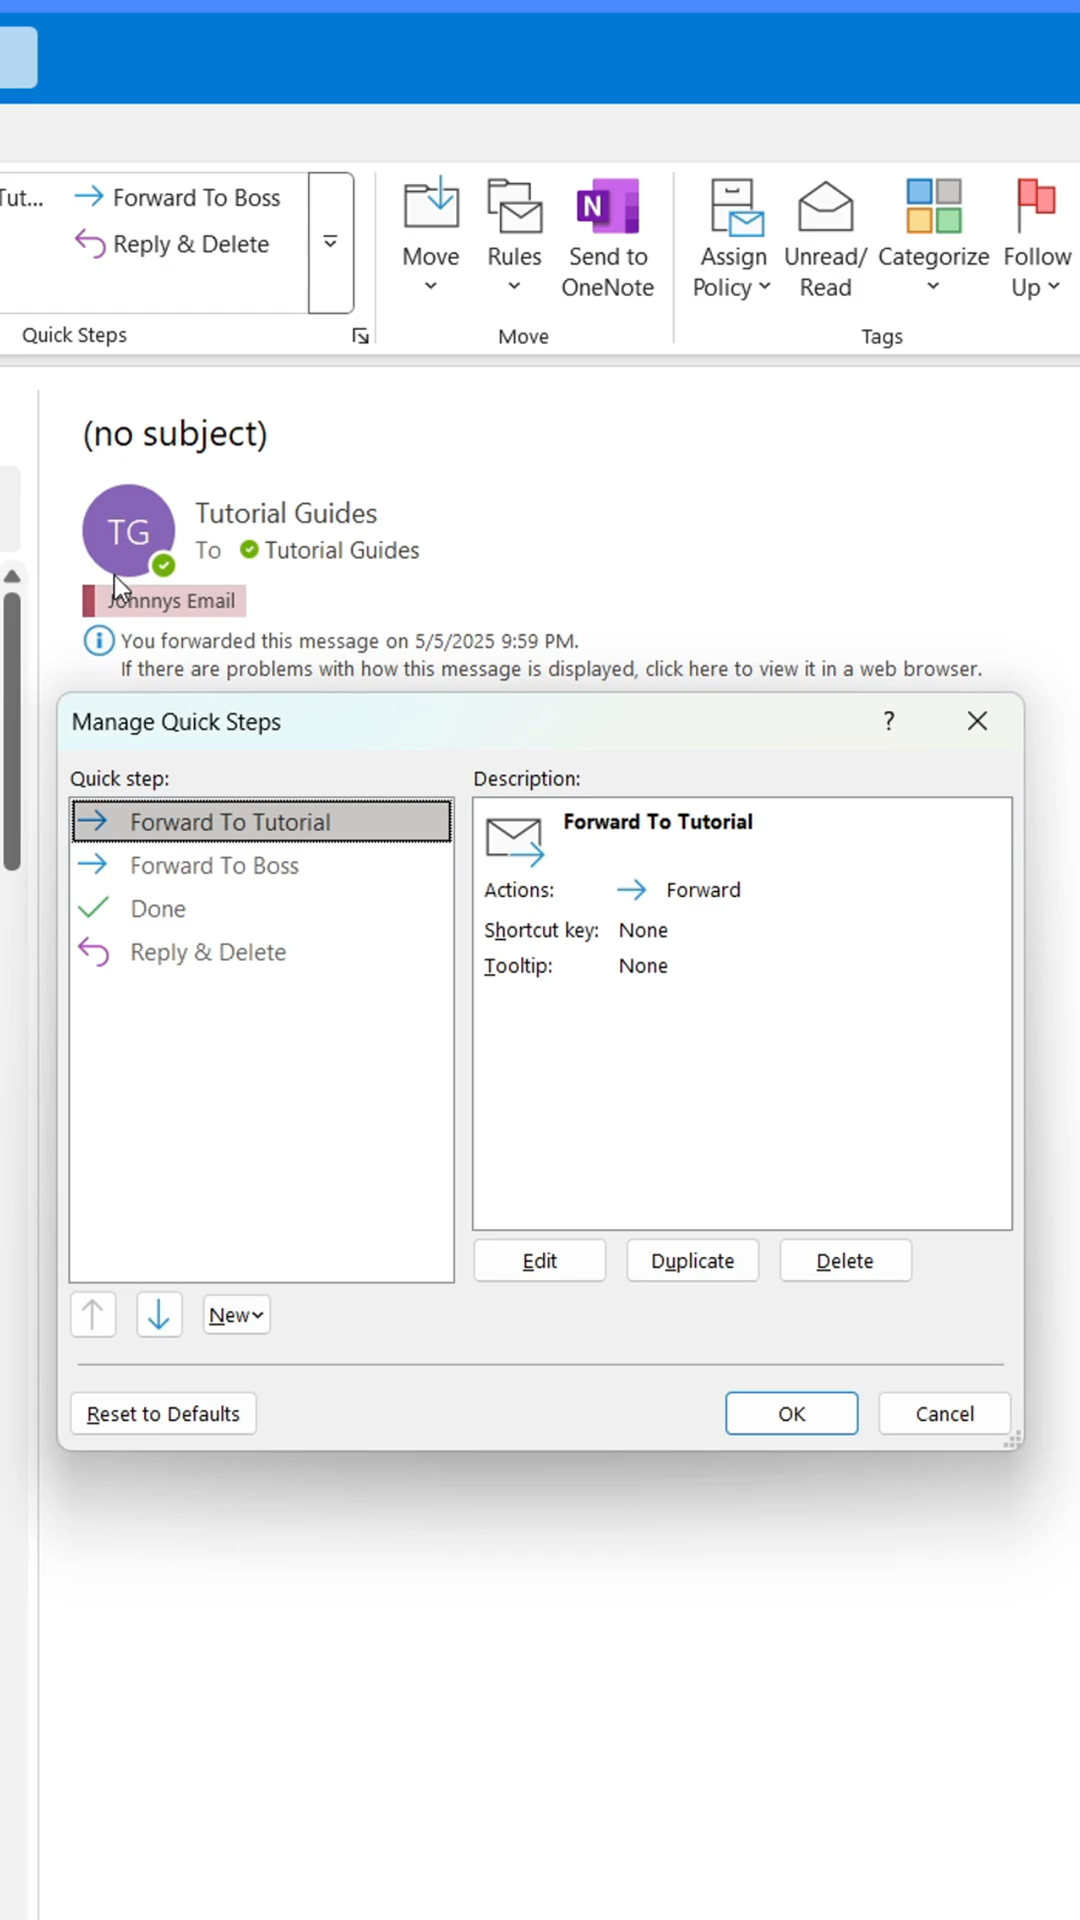 Tut...
Forward To Boss
Reply & Delete
Quick Steps
Move
Rules
Send to
OneNote
Move
Assign
Policy
Unread/
Read
Categorize
Follow
Up
Tags
(no subject)
TG
Tutorial Guides
To Tutorial Guides
Johnnys Email
You forwarded this message on 5/5/2025 9:59 PM.
If there are problems with how this message is displayed, click here to view it in a web browser.
Manage Quick Steps
?
Quick step:
Forward To Tutorial
Forward To Boss
Done
Reply & Delete
Description:
Forward To Tutorial
Actions: Forward
Shortcut key: None
Tooltip: None
Edit
Duplicate
Delete
New
Reset to Defaults
OK
Cancel